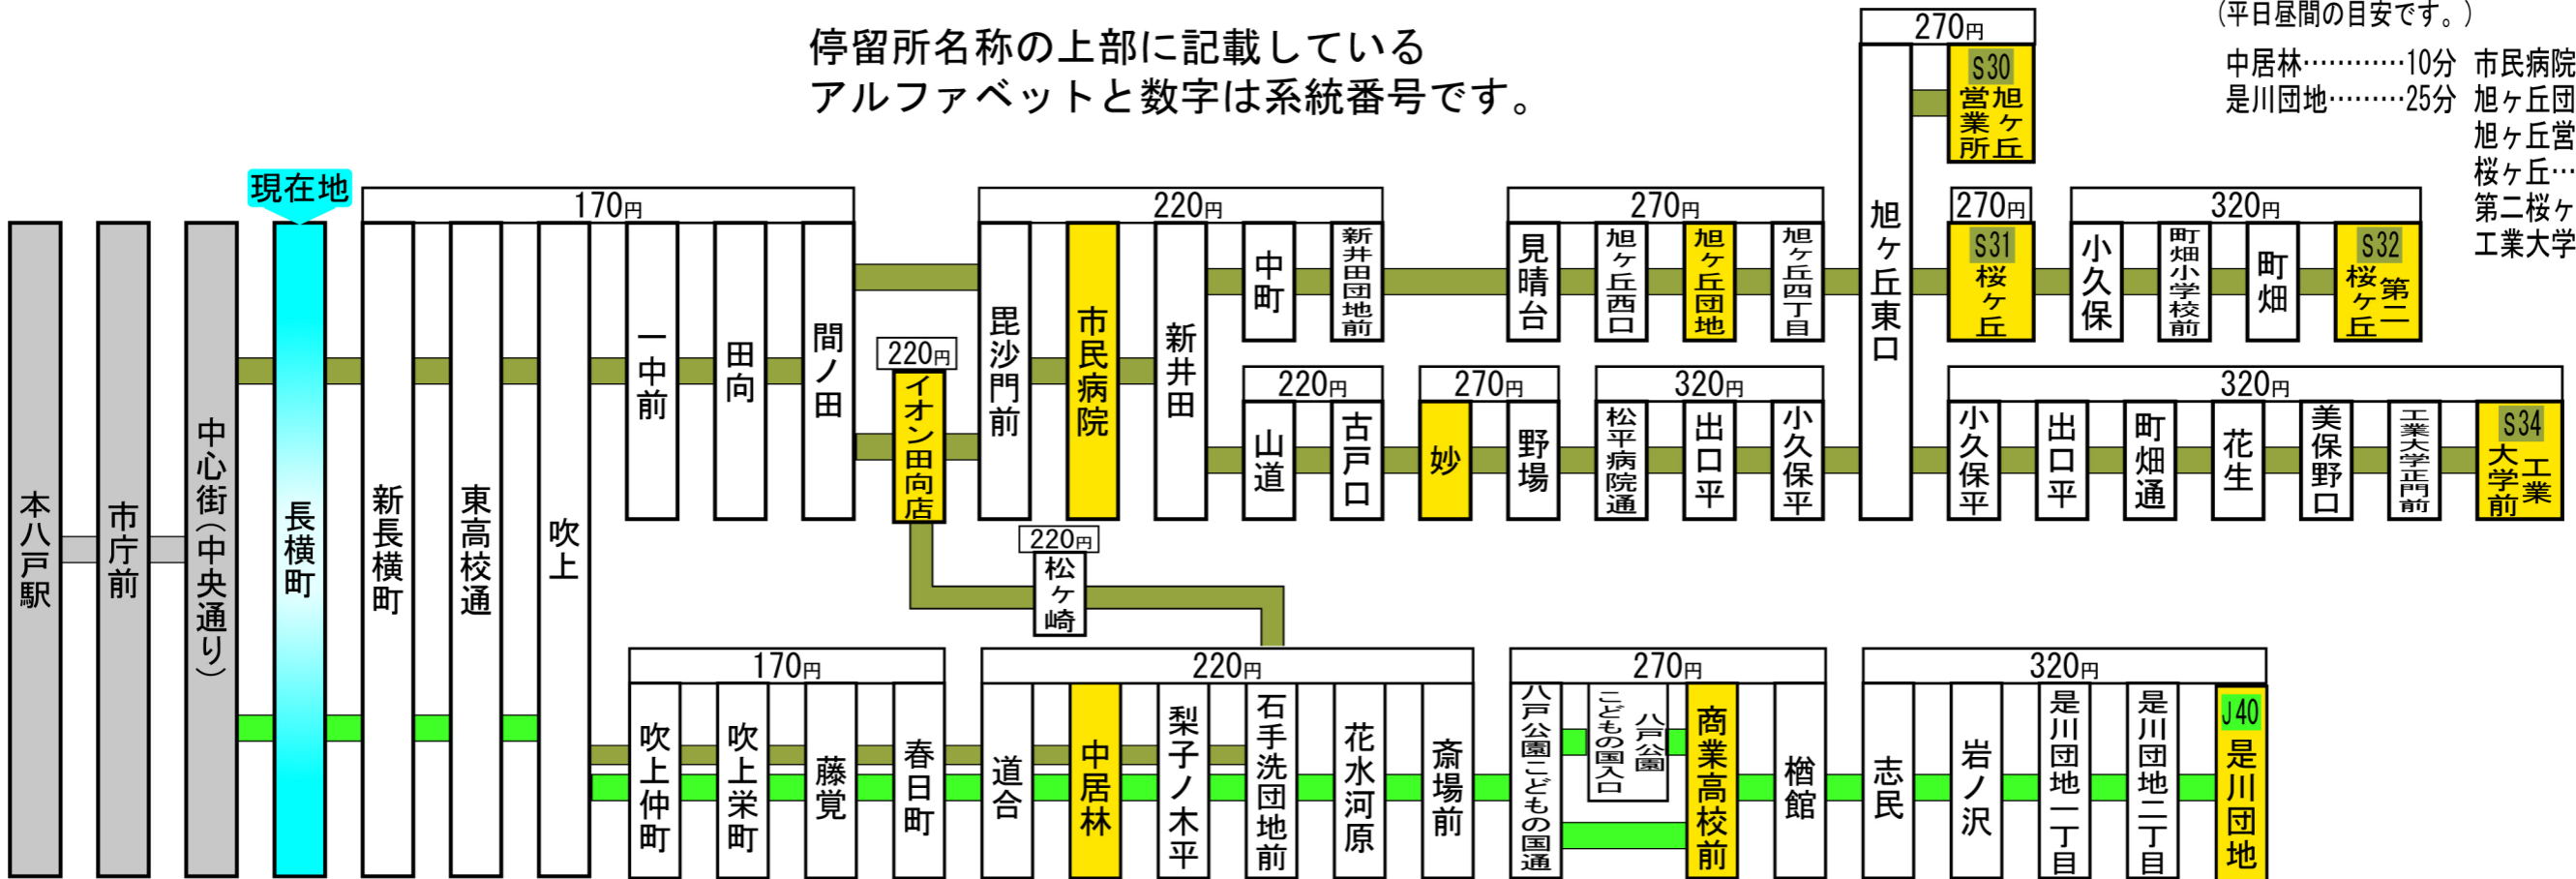 停留所名称の上部に記載している
アルファベットと数字は系統番号です。
(平日昼間の目安です。)
中居林…………10分
是川団地………25分
市民病院
旭ヶ丘団
旭ヶ丘営
桜ヶ丘…
第二桜ヶ
工業大学
現在地
本八戸駅
市庁前
中心街(中央通り)
長横町
170円
新長横町
東高校通
吹上
一中前
田向
間ノ田
220円
イオン田向店
220円
松ケ崎
220円
毘沙門前
市民病院
新井田
中町
新井田団地前
270円
見晴台
旭ヶ丘西口
旭ヶ丘団地
旭ヶ丘四丁目
270円
旭ヶ丘東口
S30
旭ヶ丘
営業所
270円
S31
桜ヶ丘
320円
小久保
町畑小学校前
町畑
S32
第二
桜ヶ丘
220円
山道
古戸口
270円
妙
野場
320円
松平病院通
出口平
小久保平
320円
小久保平
出口平
町畑通
花生
美保野口
工業大学正門前
S34
工業
大学前
170円
吹上仲町
吹上栄町
藤覚
春日町
220円
道合
中居林
梨子ノ木平
石手洗団地前
花水河原
斎場前
270円
八戸公園こどもの国通
八戸公園
こどもの国入口
商業高校前
楢館
320円
志民
岩ノ沢
是川団地一丁目
是川団地二丁目
J40
是川団地